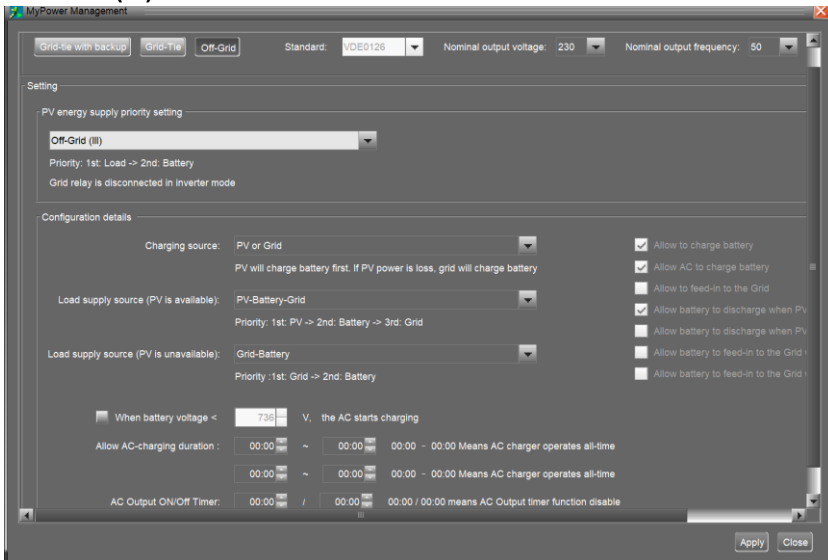 MyPower Management
Grid-tie with backup Grid-Tie Off-Grid Standard: VDE0126 Nominal output voltage: 230 Nominal output frequency: 50
Setting
PV energy supply priority setting
Off-Grid (III)
Priority: 1st: Load -> 2nd: Battery
Grid relay is disconnected in inverter mode
Configuration details
Charging source: PV or Grid Allow to charge battery
PV will charge battery first. If PV power is loss, grid will charge battery Allow AC to charge battery
Allow to feed-in to the Grid
Load supply source (PV is available): PV-Battery-Grid Allow battery to discharge when PV
Priority: 1st: PV -> 2nd: Battery -> 3rd: Grid Allow battery to discharge when PV
Load supply source (PV is unavailable): Grid-Battery Allow battery to feed-in to the Grid
Priority :1st: Grid -> 2nd: Battery Allow battery to feed-in to the Grid
When battery voltage < 736 V, the AC starts charging
Allow AC-charging duration : 00:00 ~ 00:00 00:00 - 00:00 Means AC charger operates all-time
00:00 ~ 00:00 00:00 - 00:00 Means AC charger operates all-time
AC Output ON/Off Timer: 00:00 / 00:00 00:00 / 00:00 means AC Output timer function disable
Apply Close